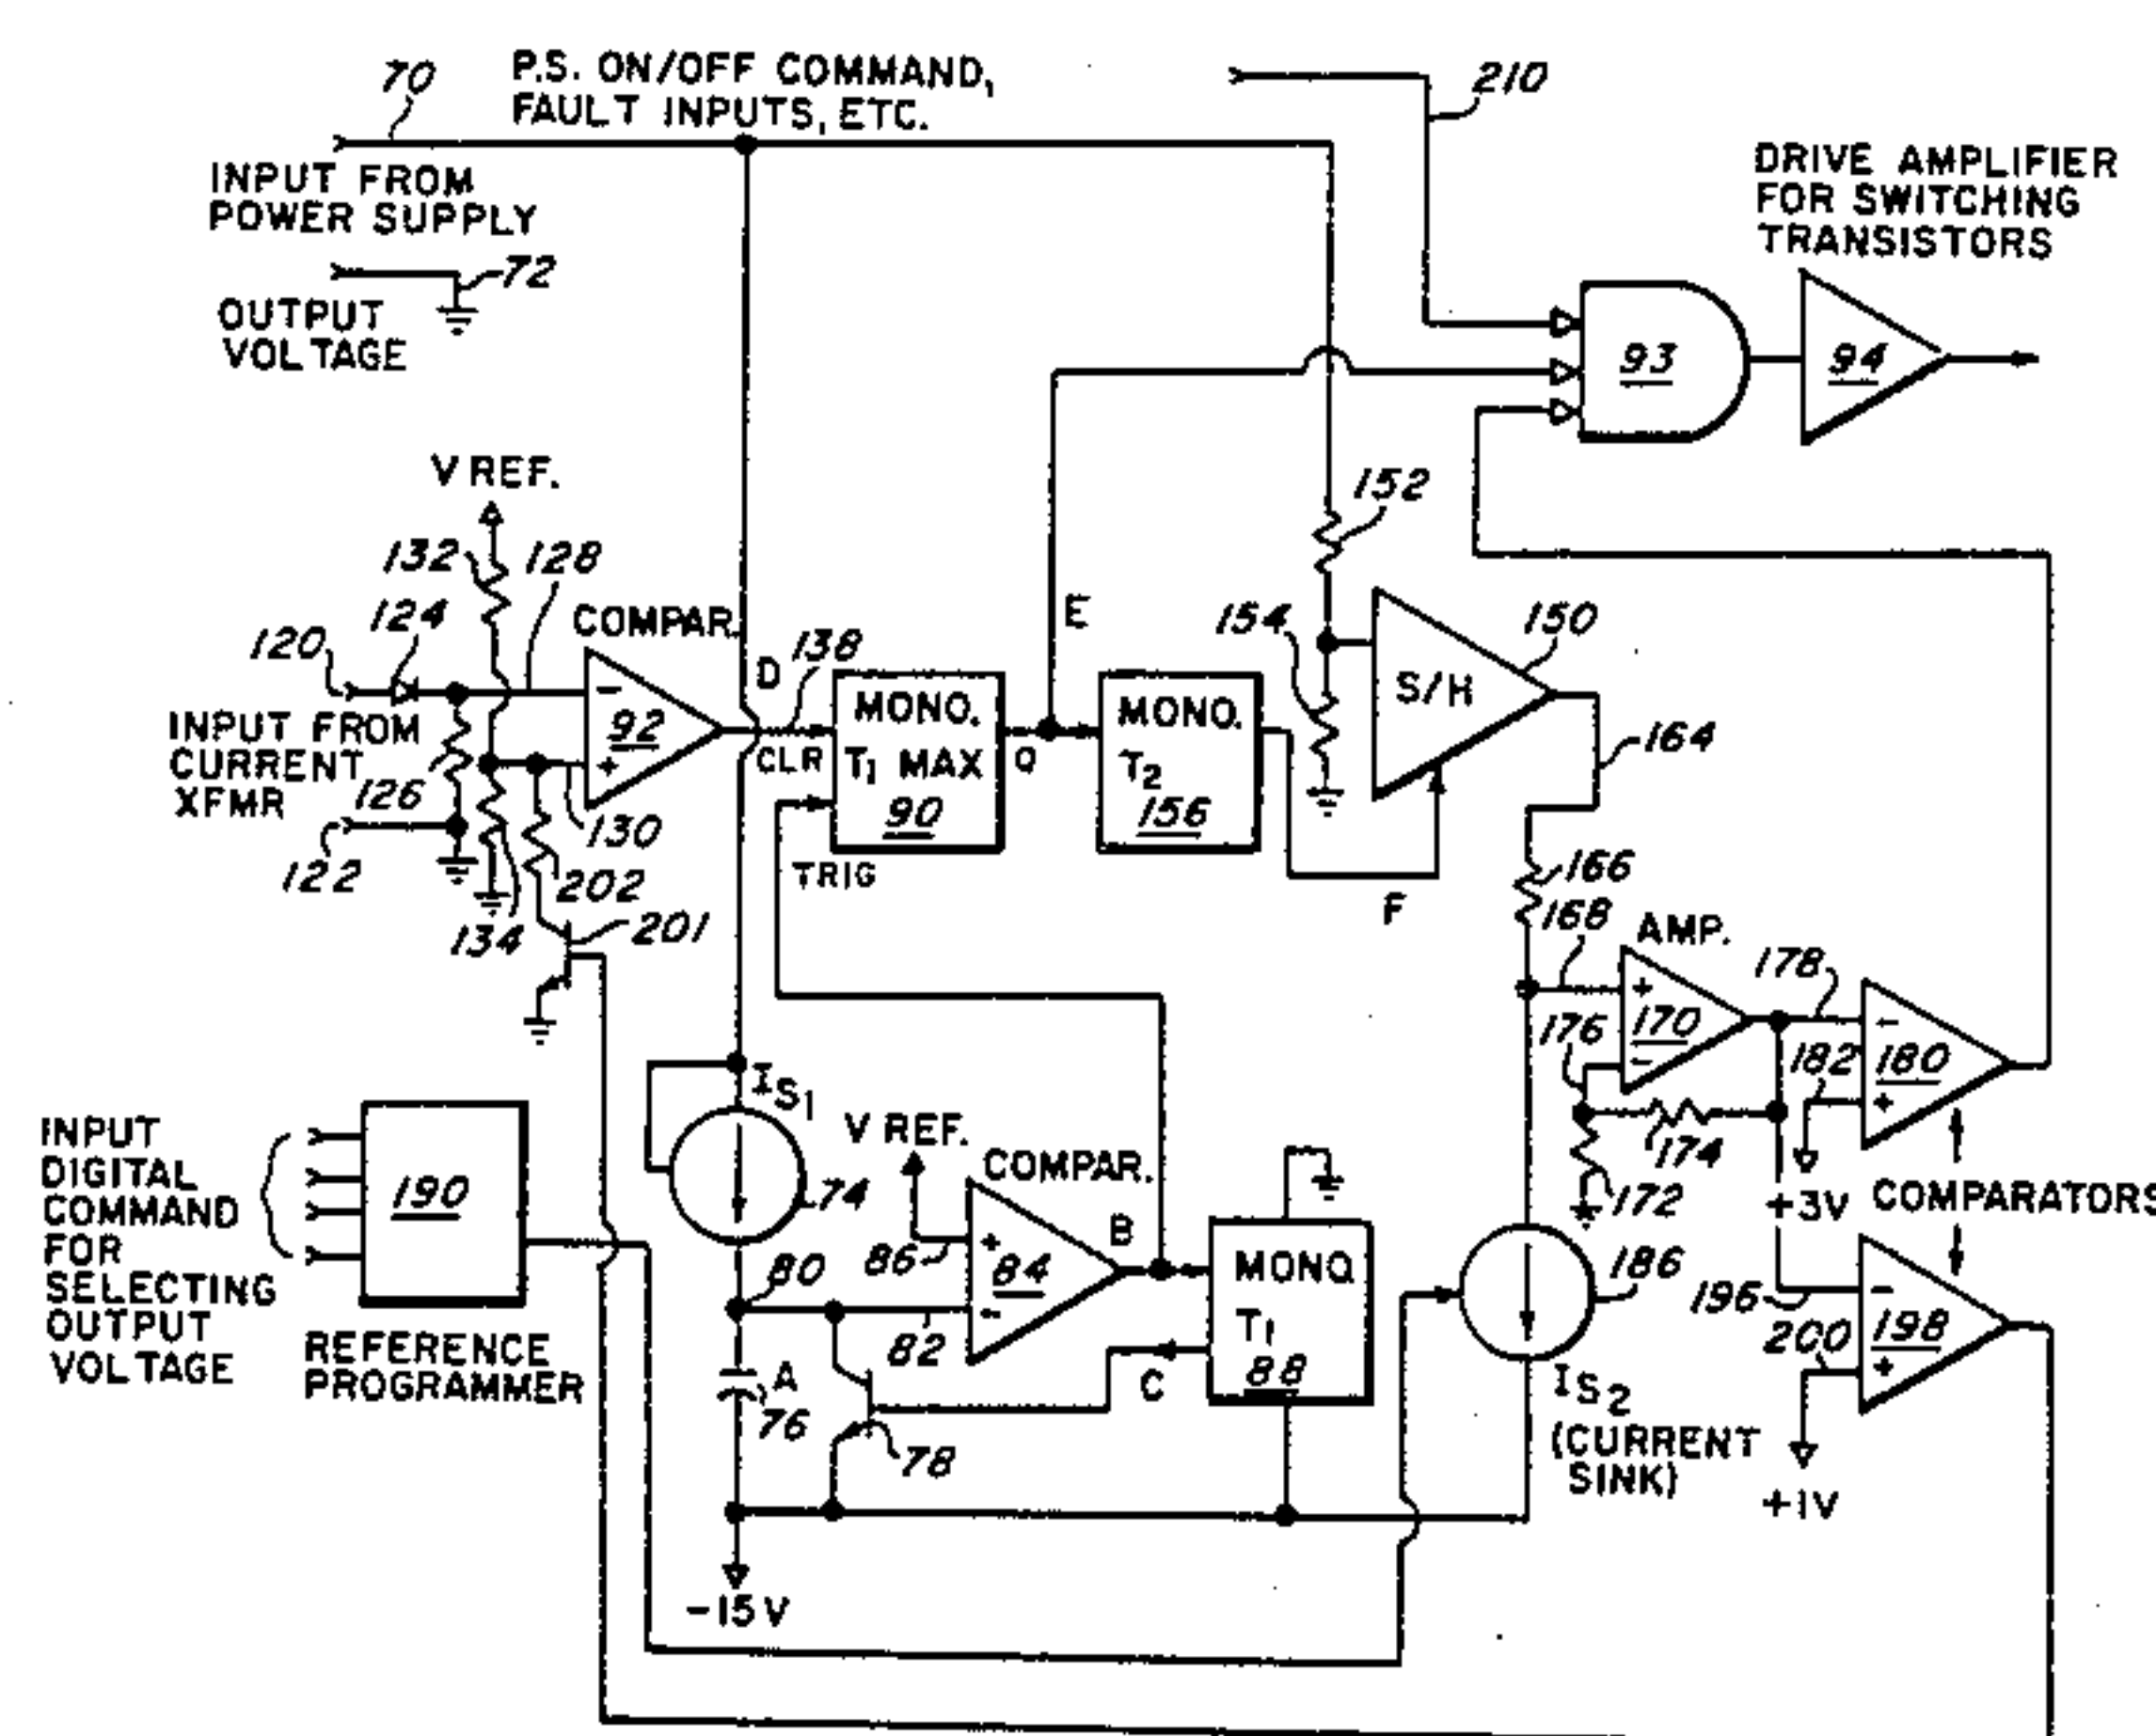 70
P.S. ON/OFF COMMAND,
FAULT INPUTS, ETC.
210
INPUT FROM
POWER SUPPLY
72
OUTPUT
VOLTAGE
DRIVE AMPLIFIER
FOR SWITCHING
TRANSISTORS
93
94
V REF.
132
128
124
120
COMPAR.
92
-
+
INPUT FROM
CURRENT
XFMR
126
122
130
134
202
201
D
138
CLR
TRIG
MONO.
T1 MAX
90
Q
E
MONO.
T2
156
152
154
S/H
150
164
F
166
168
AMP.
+
170
-
176
174
172
178
182
-
180
+
+3V
COMPARATORS
INPUT
DIGITAL
COMMAND
FOR
SELECTING
OUTPUT
VOLTAGE
190
REFERENCE
PROGRAMMER
IS1
74
V REF.
COMPAR.
86
+
84
-
B
80
82
A
76
78
C
MONO
T1
88
-15V
186
IS2
(CURRENT
SINK)
196
200
-
198
+
+1V